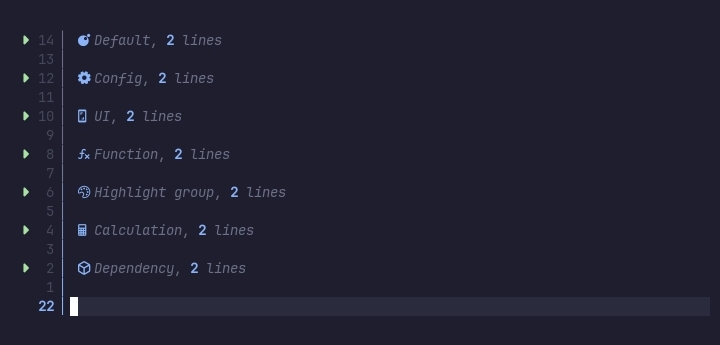 14 Default, 2 lines
13
12 Config, 2 lines
11
10 UI, 2 lines
9
8 fx Function, 2 lines
7
6 Highlight group, 2 lines
5
4 Calculation, 2 lines
3
2 Dependency, 2 lines
1
22